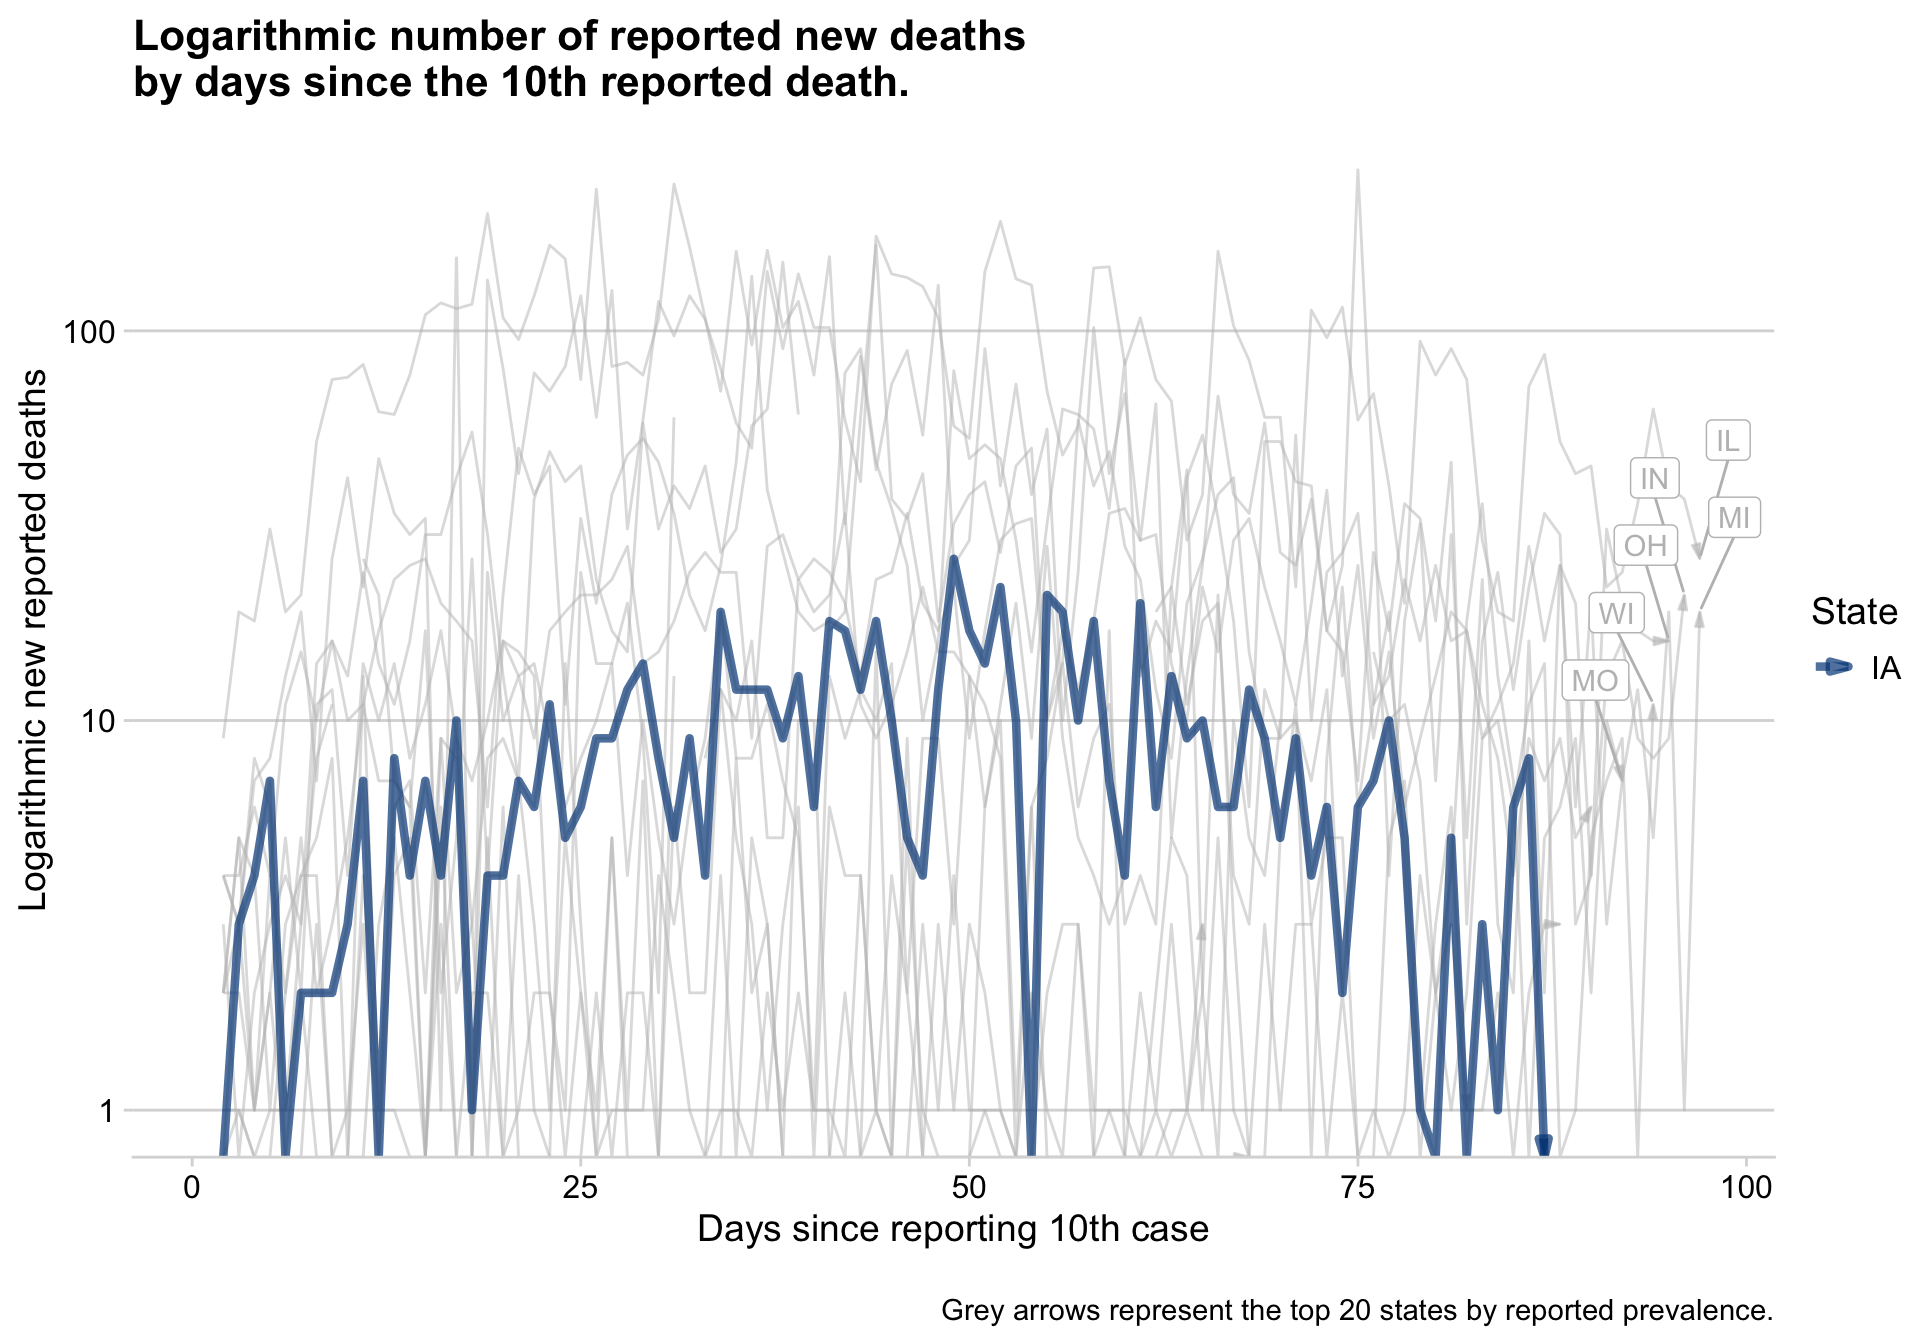 Logarithmic number of reported new deaths
by days since the 10th reported death.
Logarithmic new reported deaths
100
10
1
IL
IN
MI
OH
WI
MO
State
IA
0
25
50
75
100
Days since reporting 10th case
Grey arrows represent the top 20 states by reported prevalence.